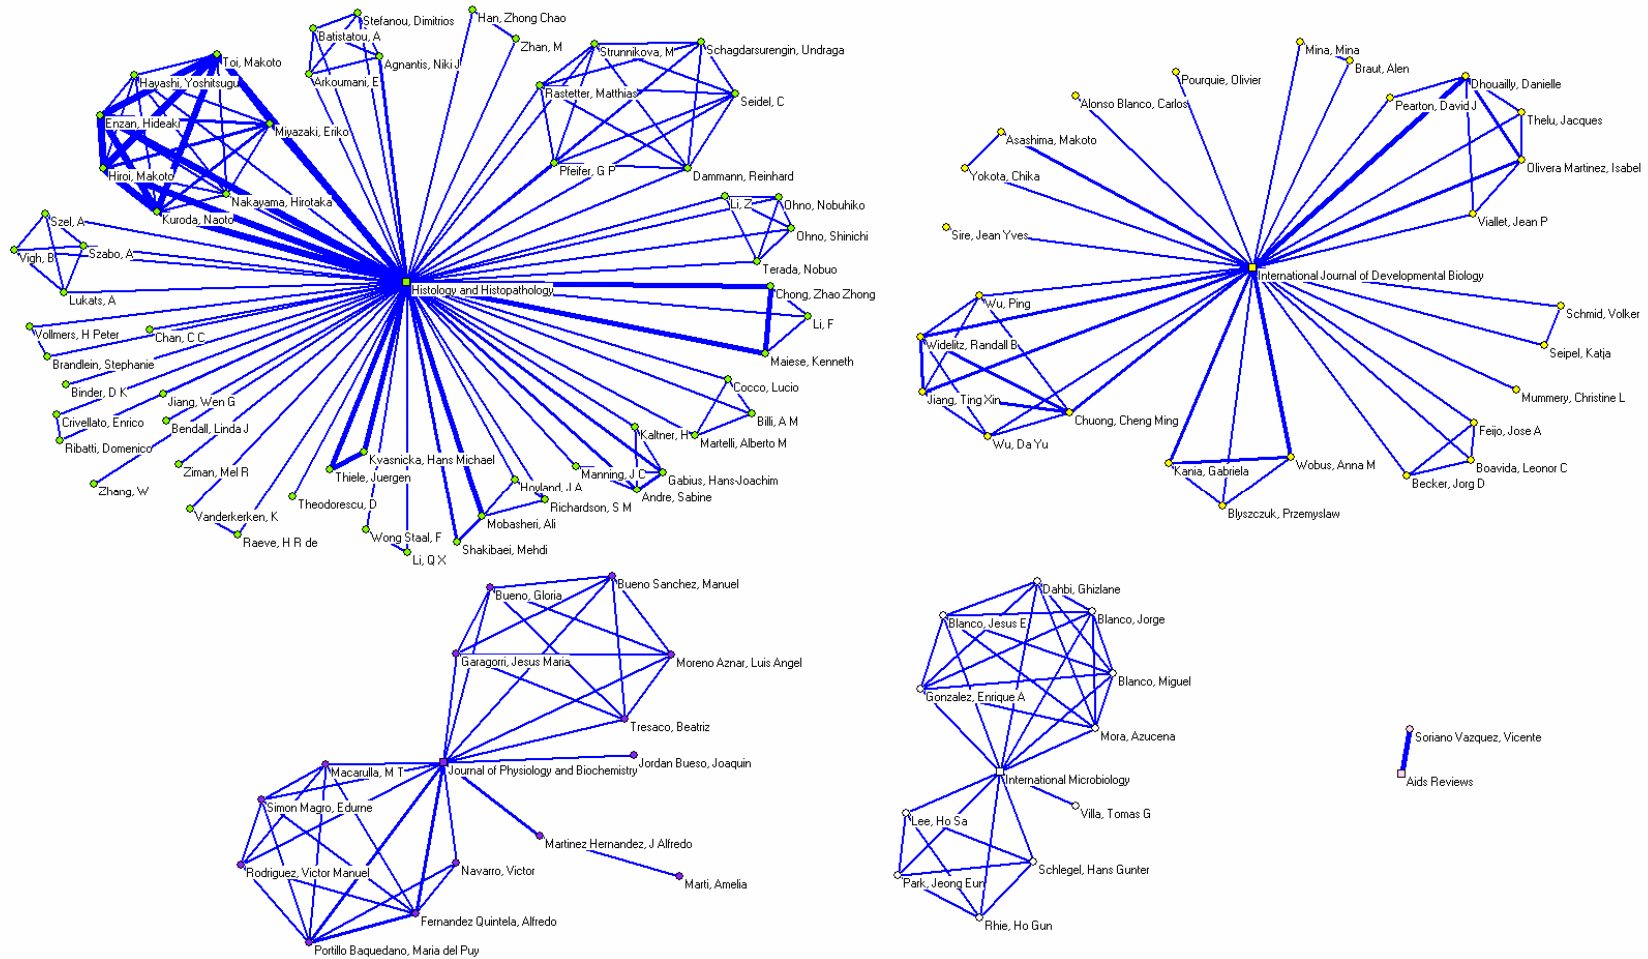 Stefanou, Dimitrios
Batistatou, A
Agnantis, Niki J
Arkoumani, E
Han, Zhong Chao
Zhan, M
Strunnikova, M
Schagdarsurengin, Undraga
Rastetter, Matthias
Seidel, C
Pfeifer, G P
Dammann, Reinhard
Toi, Makoto
Hayashi, Yoshitsugu
Enzan, Hideaki
Miyazaki, Eriko
Hiroi, Makoto
Nakayama, Hirotaka
Kuroda, Naoto
Li, Z
Ohno, Nobuhiko
Ohno, Shinichi
Terada, Nobuo
Szel, A
Szabo, A
Vigh, B
Lukats, A
Histology and Histopathology
Chong, Zhao Zhong
Li, F
Maiese, Kenneth
Vollmers, H Peter
Chan, C C
Brandlein, Stephanie
Binder, D K
Jiang, Wen G
Crivellato, Enrico
Bendall, Linda J
Ribatti, Domenico
Ziman, Mel R
Zhang, W
Cocco, Lucio
Billi, A M
Martelli, Alberto M
Kaltner, H
Kvasnicka, Hans Michael
Thiele, Juergen
Manning, J C
Gabius, Hans-Joachim
Andre, Sabine
Hoyland, J A
Richardson, S M
Theodorescu, D
Vanderkerken, K
Raeve, H R de
Mobasheri, Ali
Wong Staal, F
Shakibaei, Mehdi
Li, Q X
Mina, Mina
Braut, Alen
Pourquie, Olivier
Dhouailly, Danielle
Alonso Blanco, Carlos
Pearton, David J
Thelu, Jacques
Asashima, Makoto
Olivera Martinez, Isabel
Yokota, Chika
Viallet, Jean P
Sire, Jean Yves
International Journal of Developmental Biology
Wu, Ping
Schmid, Volker
Widelitz, Randall B
Seipel, Katja
Jiang, Ting Xin
Mummery, Christine L
Chuong, Cheng Ming
Wu, Da Yu
Feijo, Jose A
Kania, Gabriela
Wobus, Anna M
Boavida, Leonor C
Becker, Jorg D
Blyszczuk, Przemyslaw
Bueno Sanchez, Manuel
Bueno, Gloria
Garagorri, Jesus Maria
Moreno Aznar, Luis Angel
Tresaco, Beatriz
Jordan Bueso, Joaquin
Macarulla, M T
Journal of Physiology and Biochemistry
Simon Magro, Edurne
Martinez Hernandez, J Alfredo
Rodriguez, Victor Manuel
Navarro, Victor
Marti, Amelia
Fernandez Quintela, Alfredo
Portillo Baquedano, Maria del Puy
Dahbi, Ghizlane
Blanco, Jesus E
Blanco, Jorge
Blanco, Miguel
Gonzalez, Enrique A
Mora, Azucena
International Microbiology
Villa, Tomas G
Lee, Ho Sa
Schlegel, Hans Gunter
Park, Jeong Eun
Rhie, Ho Gun
Soriano Vazquez, Vicente
Aids Reviews